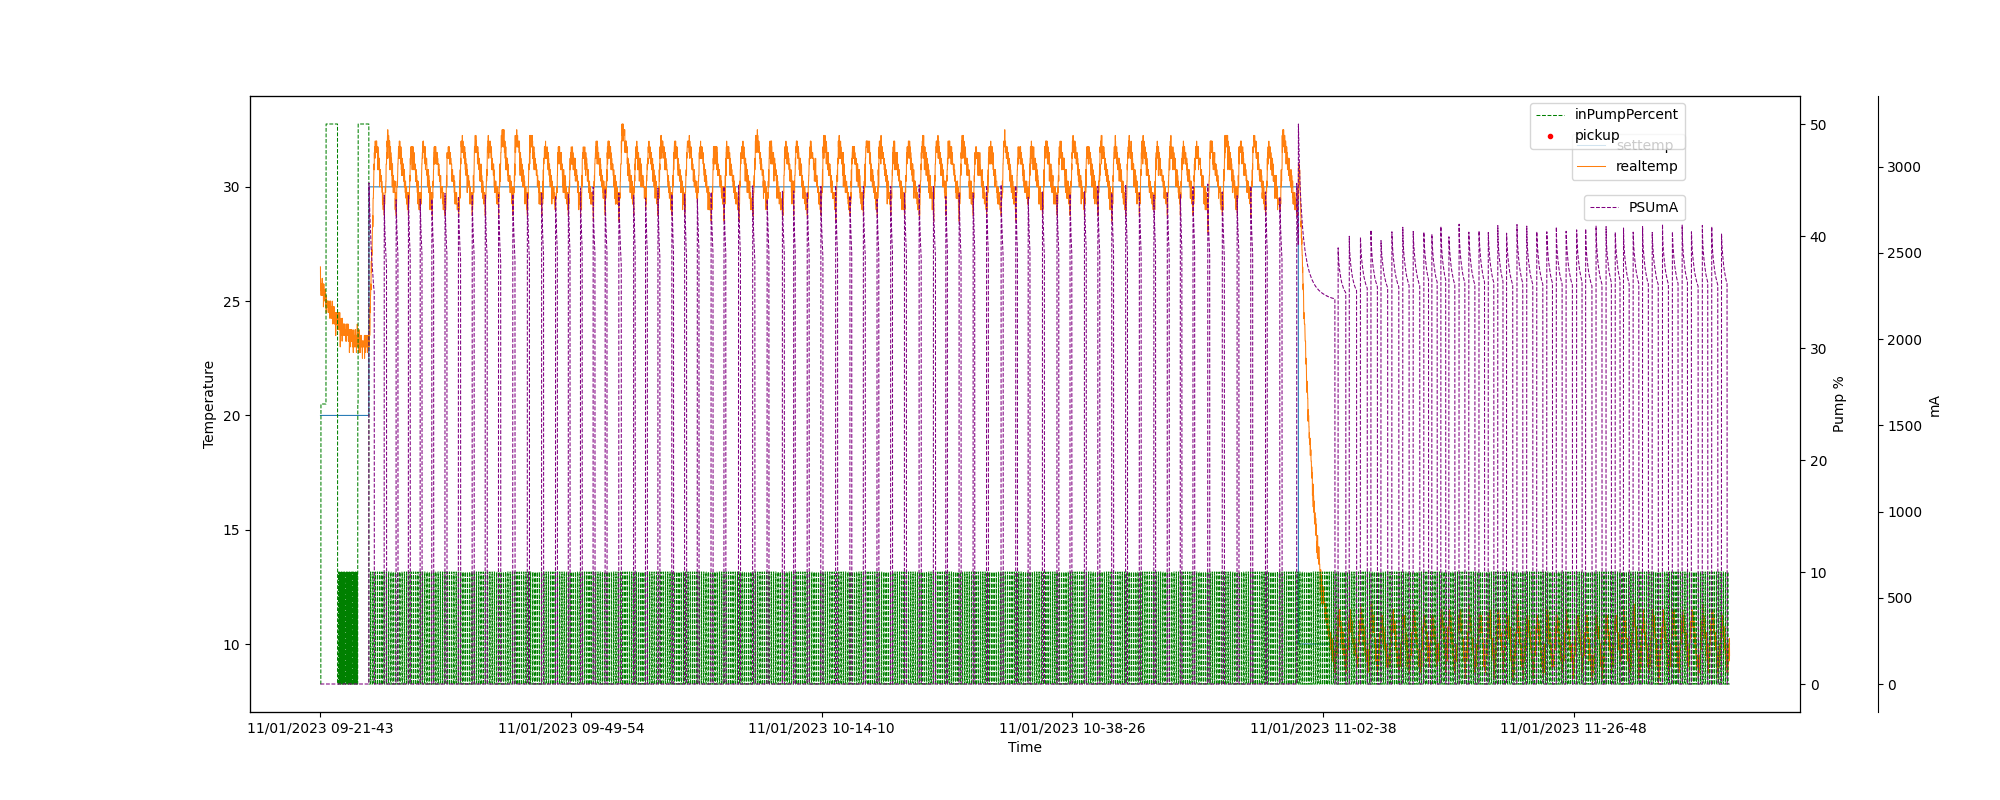 inPumpPercent
pickup
settemp
realtemp
PSUmA
30
25
20
15
10
Temperature
50
40
30
20
10
0
Pump %
3000
2500
2000
1500
1000
500
0
mA
11/01/2023 09-21-43
11/01/2023 09-49-54
11/01/2023 10-14-10
11/01/2023 10-38-26
11/01/2023 11-02-38
11/01/2023 11-26-48
Time